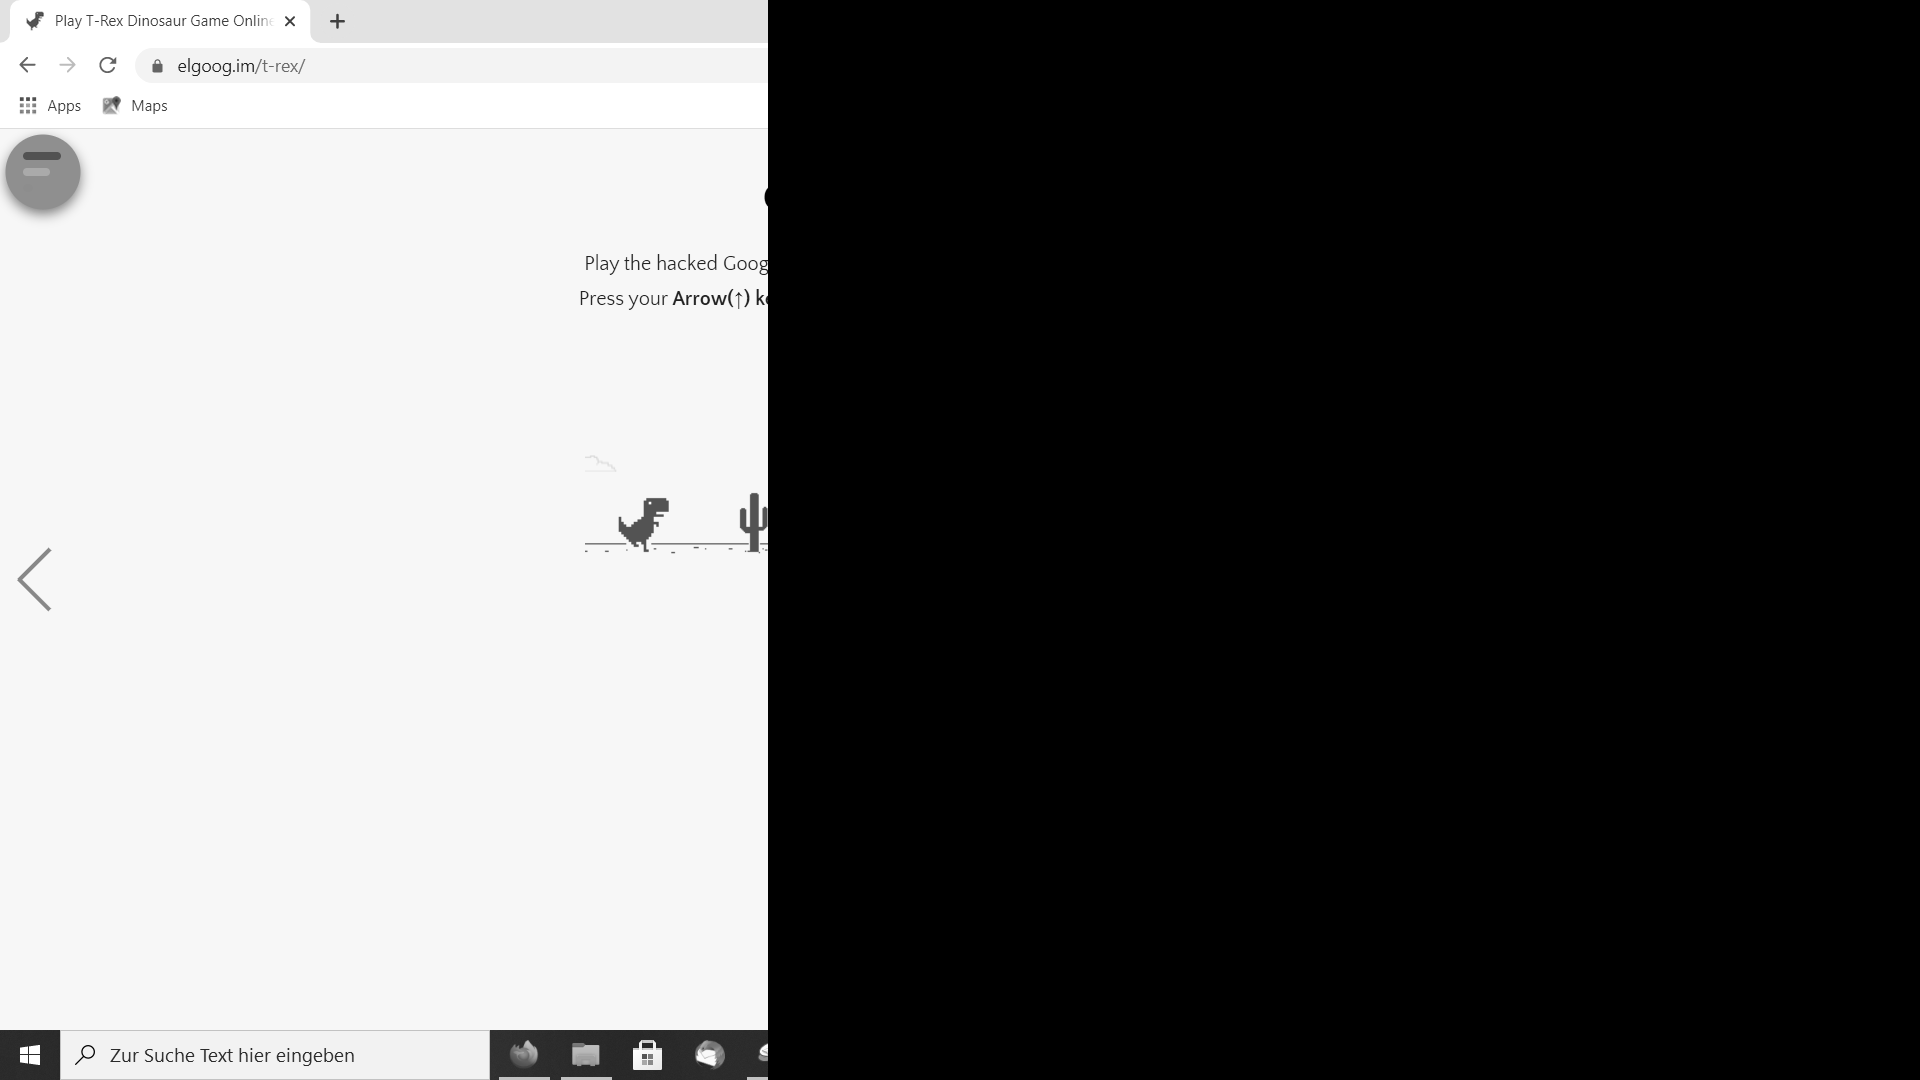 Play T-Rex Dinosaur Game Online
elgoog.im/t-rex/
Apps Maps
Play the hacked Goog
Press your Arrow(↑)
Zur Suche Text hier eingeben